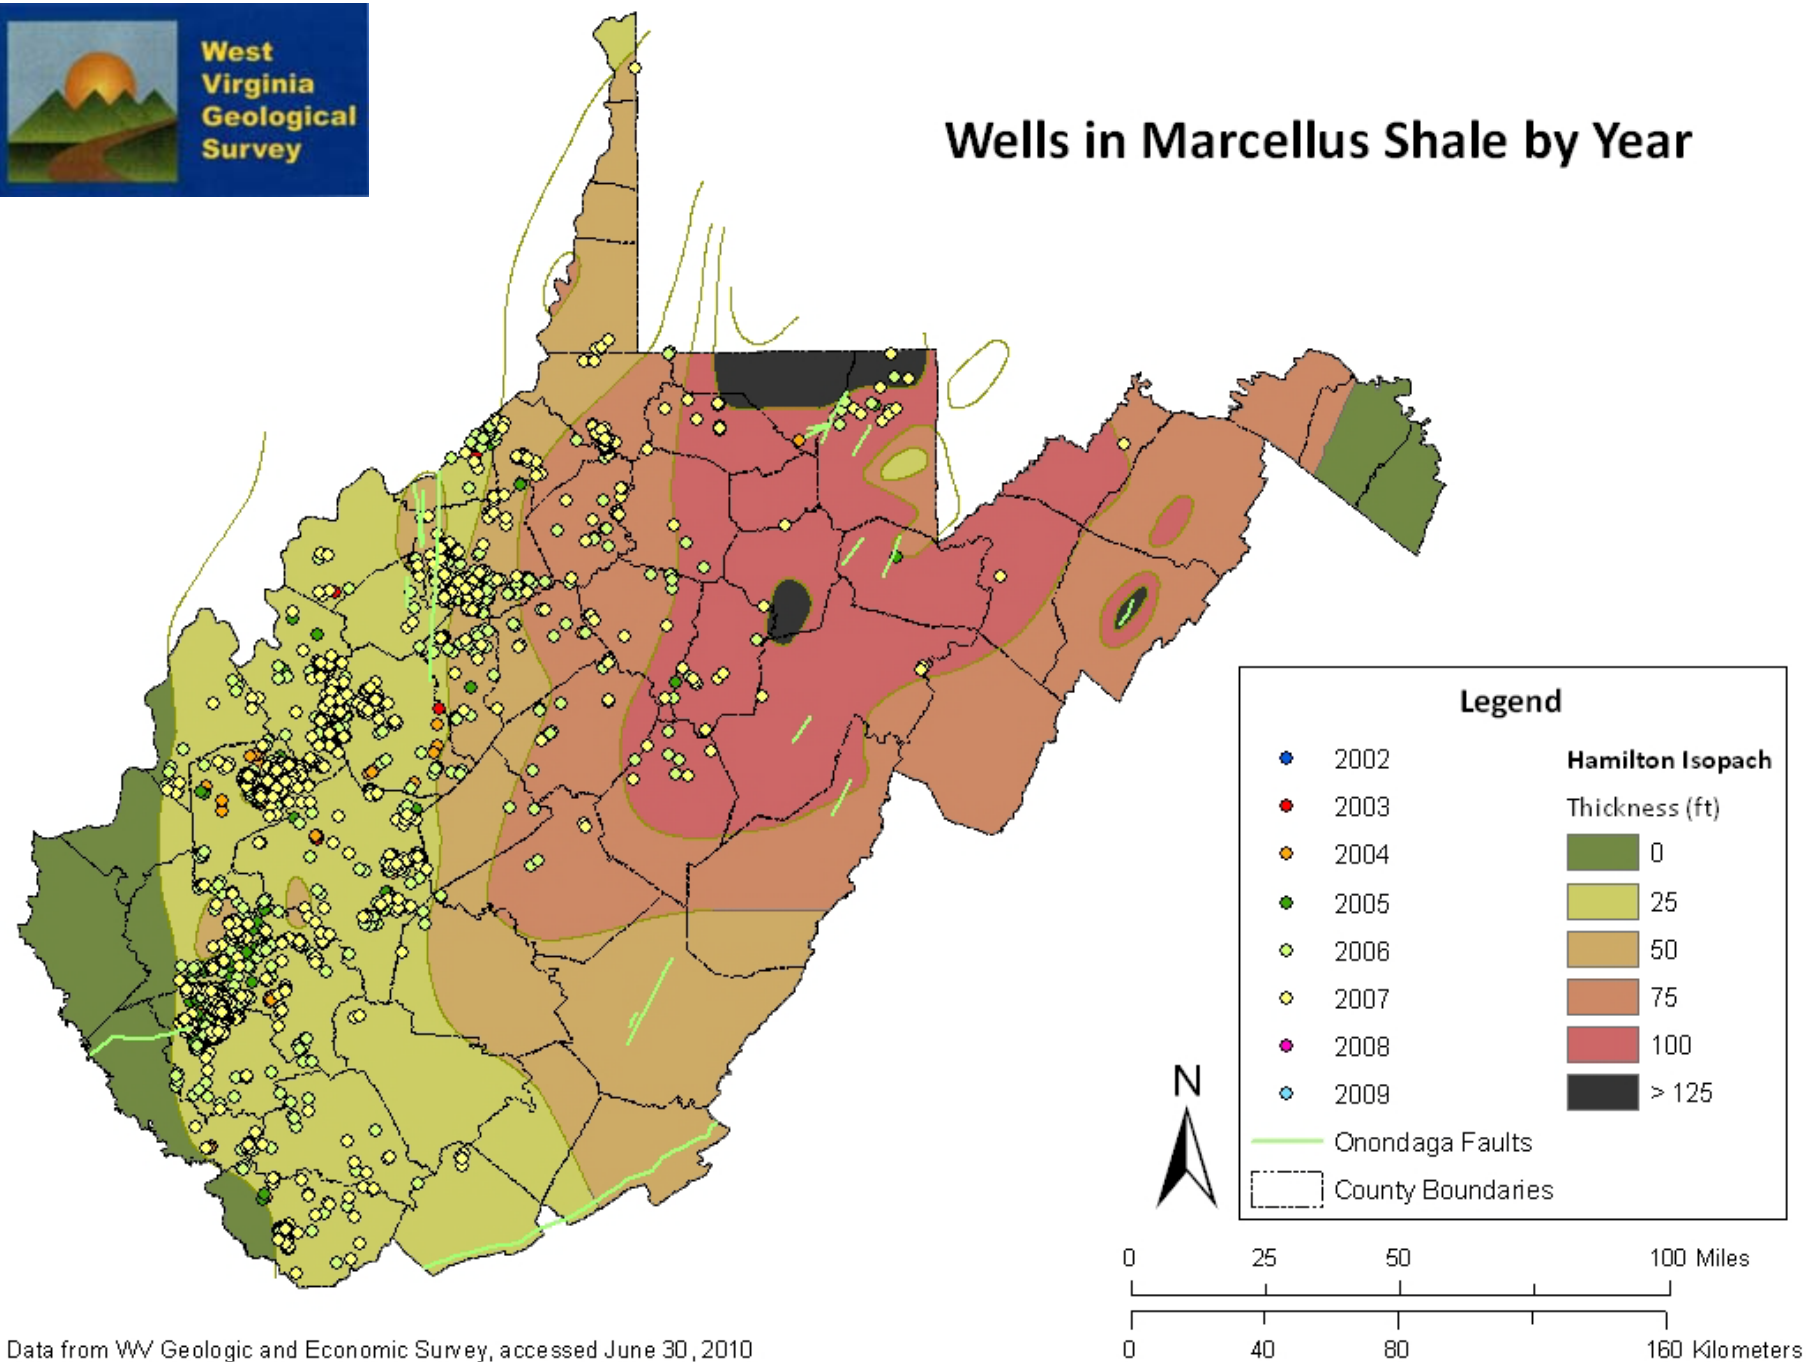 West
Virginia
Geological
Survey
Wells in Marcellus Shale by Year
Legend
2002
2003
2004
2005
2006
2007
2008
2009
Hamilton Isopach
Thickness (ft)
0
25
50
75
100
> 125
Onondaga Faults
County Boundaries
N
0 25 50 100 Miles
0 40 80 160 Kilometers
Data from WV Geologic and Economic Survey, accessed June 30, 2010